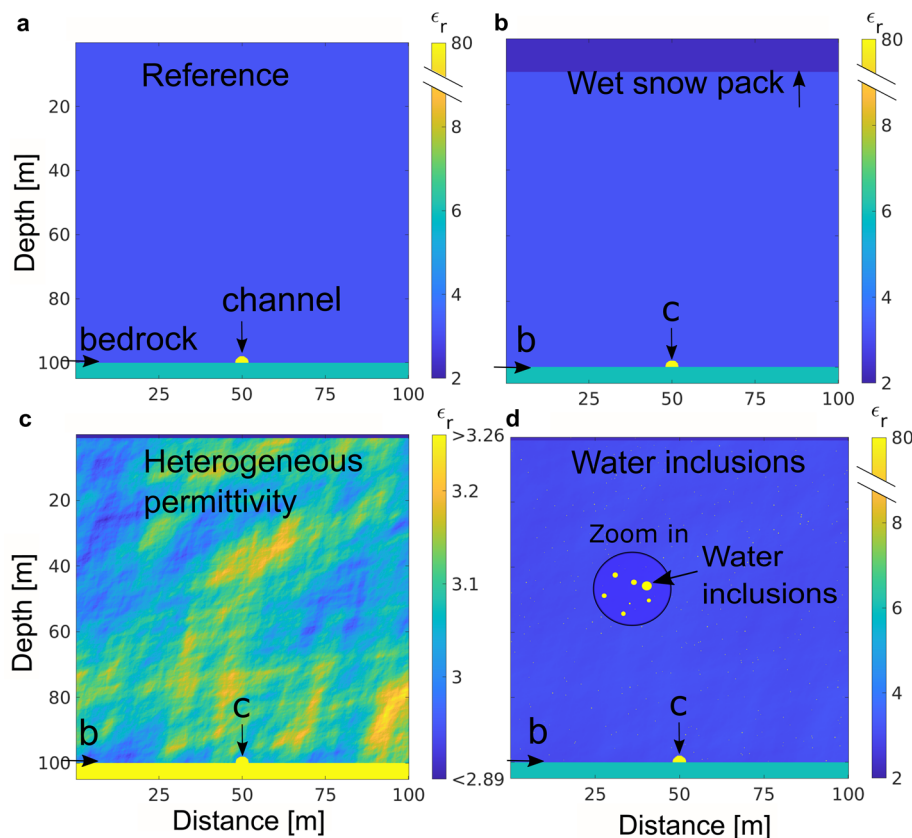 a
ϵr
80
8
6
4
2
Reference
channel
bedrock
20
40
60
80
100
Depth [m]
25
50
75
100
b
ϵr
80
8
6
4
2
Wet snow pack
c
b
25
50
75
100
c
ϵr
>3.26
3.2
3.1
3
<2.89
Heterogeneous
permittivity
c
b
20
40
60
80
100
Depth [m]
25
50
75
100
Distance [m]
d
ϵr
80
8
6
4
2
Water inclusions
Zoom in
Water
inclusions
c
b
25
50
75
100
Distance [m]